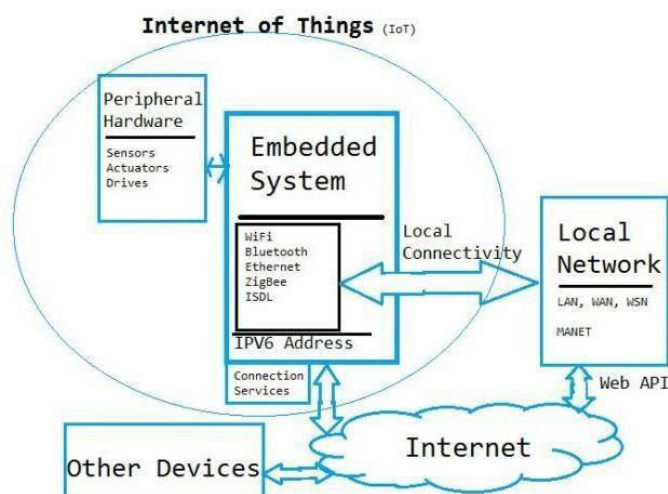 Internet of Things (IoT)
Peripheral
Hardware
Sensors
Actuators
Drives
Embedded
System
WiFi
Bluetooth
Ethernet
ZigBee
ISDL
IPV6 Address
Connection
Services
Local
Connectivity
Local
Network
LAN, WAN, WSN
MANET
Web API
Internet
Other Devices